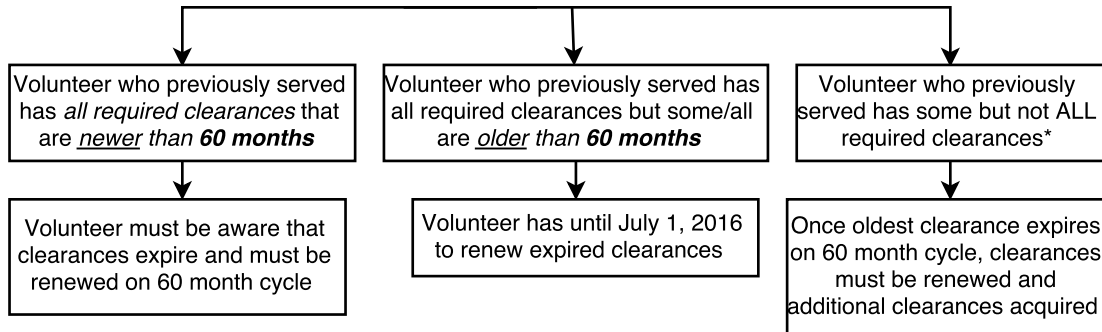 Volunteer who previously served
has all required clearances that
are newer than 60 months
Volunteer who previously served has
all required clearances but some/all
are older than 60 months
Volunteer who previously
served has some but not ALL
required clearances*
Volunteer must be aware that
clearances expire and must be
renewed on 60 month cycle
Volunteer has until July 1, 2016
to renew expired clearances
Once oldest clearance expires
on 60 month cycle, clearances
must be renewed and
additional clearances acquired